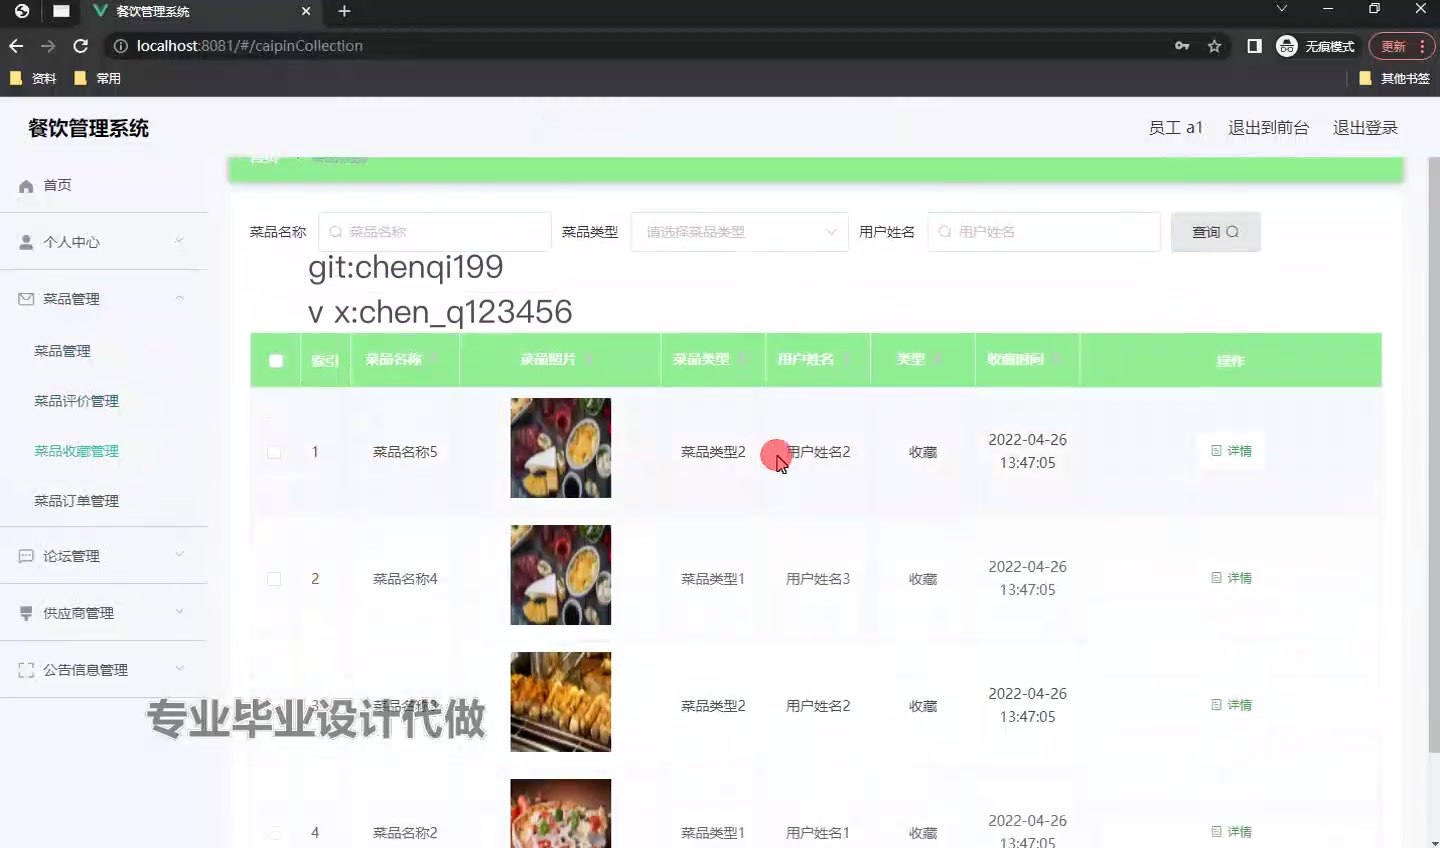 餐饮管理系统
localhost:8081/#/caipinCollection
无痕模式
更新
资料
常用
其他书签
餐饮管理系统
员工 a1
退出到前台
退出登录
首页
个人中心
菜品管理
菜品管理
菜品评价管理
菜品收藏管理
菜品订单管理
论坛管理
供应商管理
公告信息管理
菜品名称
菜品名称
菜品类型
请选择菜品类型
用户姓名
用户姓名
查询
git:chenqi199
v x:chen_q123456
索引 菜品名称 菜品照片 菜品类型 用户姓名 类型 收藏时间 操作
1 菜品名称5 菜品类型2 用户姓名2 收藏 2022-04-26 详情
13:47:05
2 菜品名称4 菜品类型1 用户姓名3 收藏 2022-04-26 详情
13:47:05
3 菜品类型2 用户姓名2 收藏 2022-04-26 详情
13:47:05
专业毕业设计代做
4 菜品名称2 菜品类型1 用户姓名1 收藏 2022-04-26 详情
13:47:05